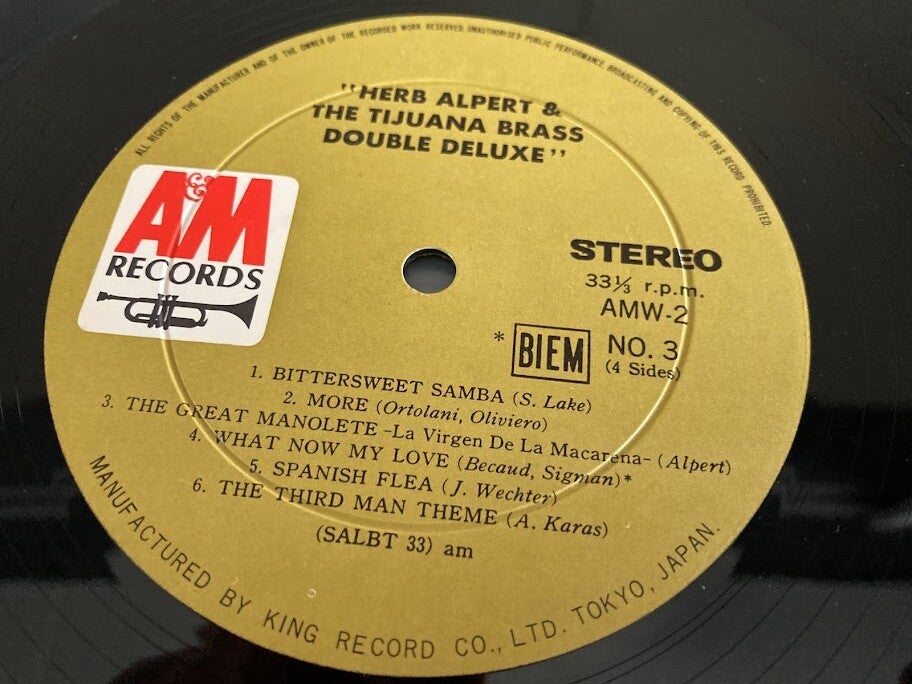 ALL RIGHTS OF THE MANUFACTURER AND OF THE OWNER OF THE RECORDED WORK RESERVED UNAUTHORISED PUBLIC PERFORMANCE, BROADCASTING AND COPYING OF THIS RECORD PROHIBITED.
"HERB ALPERT &
THE TIJUANA BRASS
DOUBLE DELUXE"
A&M
RECORDS
STEREO
33⅓ r.p.m.
AMW-2
* BIEM NO. 3
(4 Sides)
1. BITTERSWEET SAMBA (S. Lake)
2. MORE (Ortolani, Oliviero)
3. THE GREAT MANOLETE -La Virgen De La Macarena- (Alpert)
4. WHAT NOW MY LOVE (Becaud, Sigman)*
5. SPANISH FLEA (J. Wechter)
6. THE THIRD MAN THEME (A. Karas)
(SALBT 33) am
MANUFACTURED BY KING RECORD CO., LTD. TOKYO, JAPAN.